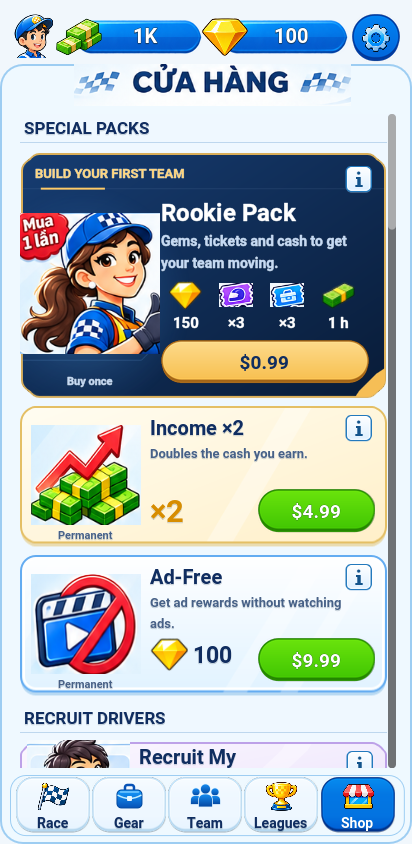 1K
100
CỬA HÀNG
SPECIAL PACKS
BUILD YOUR FIRST TEAM
i
Mua
1 lần
Rookie Pack
Gems, tickets and cash to get
your team moving.
150
×3
×3
1 h
Buy once
$0.99
Income ×2
i
Doubles the cash you earn.
×2
$4.99
Permanent
Ad-Free
i
Get ad rewards without watching
ads.
100
$9.99
Permanent
RECRUIT DRIVERS
Recruit My
i
Race
Gear
Team
Leagues
Shop